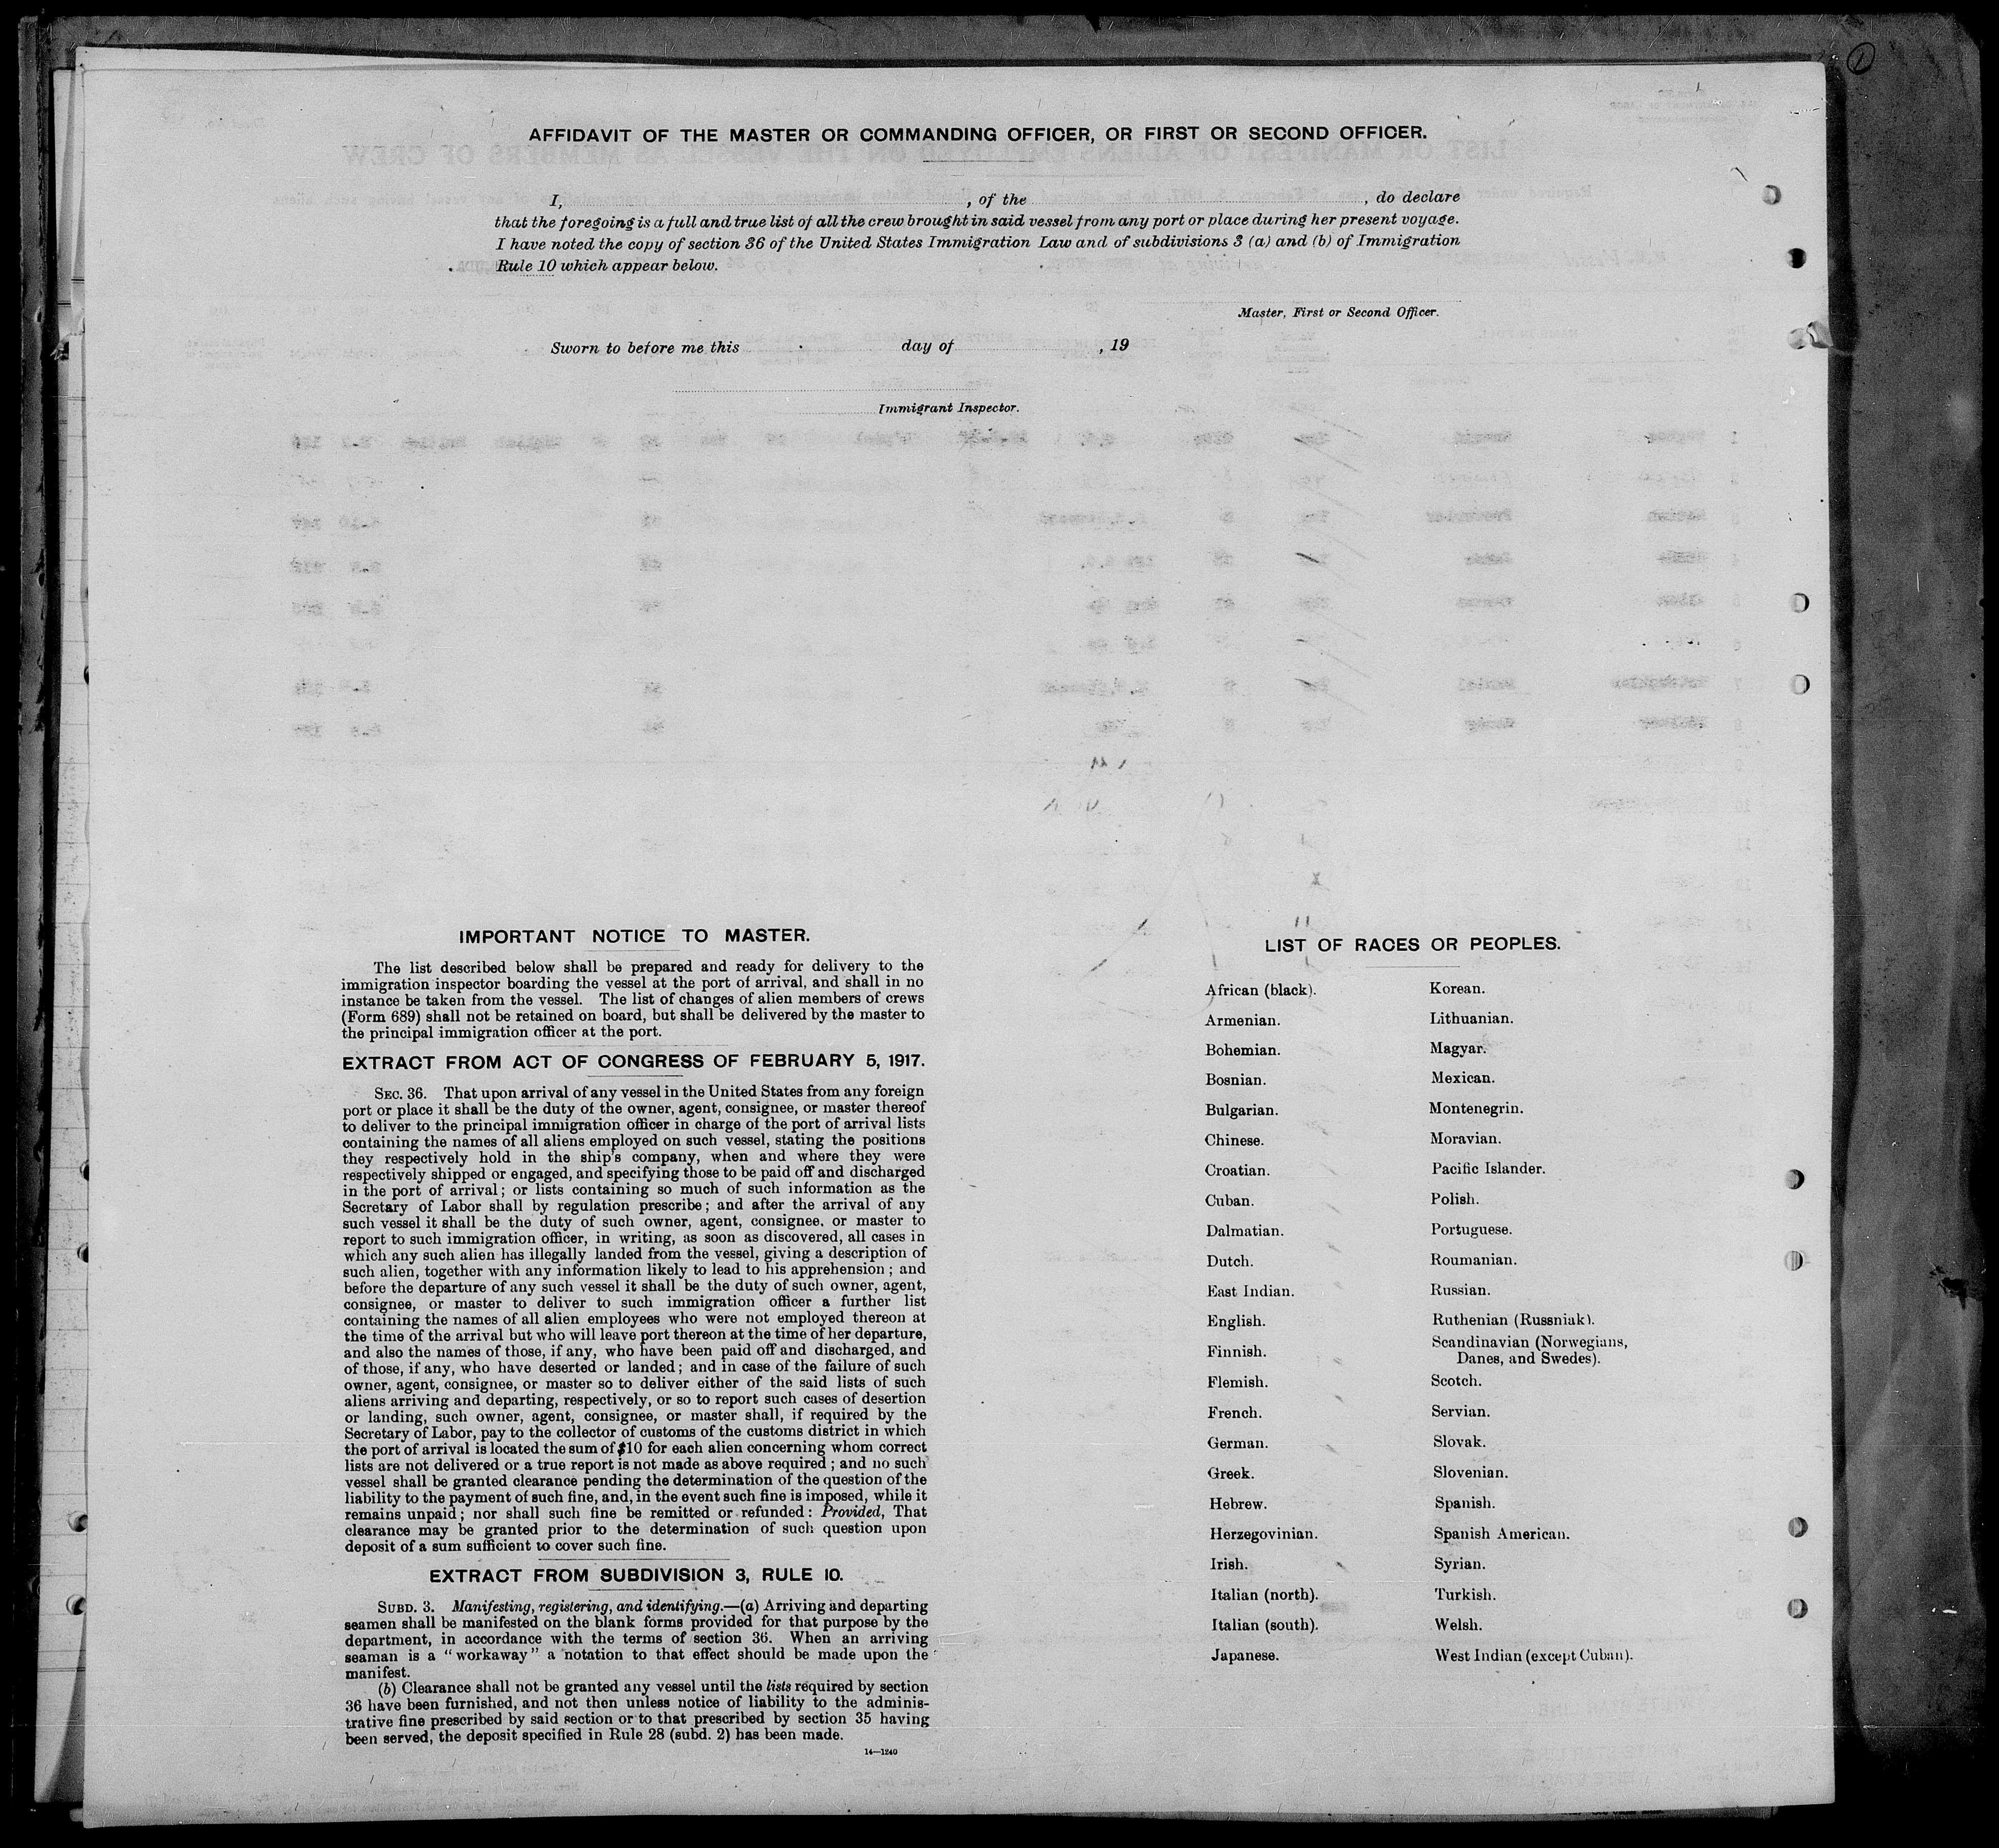 AFFIDAVIT OF THE MASTER OR COMMANDING OFFICER, OR FIRST OR SECOND OFFICER.
I, , of the , do declare
that the foregoing is a full and true list of all the crew brought in said vessel from any port or place during her present voyage.
I have noted the copy of section 36 of the United States Immigration Law and of subdivisions 3 (a) and (b) of Immigration
Rule 10 which appear below.
Master, First or Second Officer.
Sworn to before me this day of , 19
Immigrant Inspector.
IMPORTANT NOTICE TO MASTER.
The list described below shall be prepared and ready for delivery to the
immigration inspector boarding the vessel at the port of arrival, and shall in no
instance be taken from the vessel. The list of changes of alien members of crews
(Form 689) shall not be retained on board, but shall be delivered by the master to
the principal immigration officer at the port.
EXTRACT FROM ACT OF CONGRESS OF FEBRUARY 5, 1917.
SEC. 36. That upon arrival of any vessel in the United States from any foreign
port or place it shall be the duty of the owner, agent, consignee, or master thereof
to deliver to the principal immigration officer in charge of the port of arrival lists
containing the names of all aliens employed on such vessel, stating the positions
they respectively hold in the ship's company, when and where they were
respectively shipped or engaged, and specifying those to be paid off and discharged
in the port of arrival; or lists containing so much of such information as the
Secretary of Labor shall by regulation prescribe; and after the arrival of any
such vessel it shall be the duty of such owner, agent, consignee, or master to
report to such immigration officer, in writing, as soon as discovered, all cases in
which any such alien has illegally landed from the vessel, giving a description of
such alien, together with any information likely to lead to his apprehension; and
before the departure of any such vessel it shall be the duty of such owner, agent,
consignee, or master to deliver to such immigration officer a further list
containing the names of all alien employees who were not employed thereon at
the time of the arrival but who will leave port thereon at the time of her departure,
and also the names of those, if any, who have been paid off and discharged, and
of those, if any, who have deserted or landed; and in case of the failure of such
owner, agent, consignee, or master so to deliver either of the said lists of such
aliens arriving and departing, respectively, or so to report such cases of desertion
or landing, such owner, agent, consignee, or master shall, if required by the
Secretary of Labor, pay to the collector of customs of the customs district in which
the port of arrival is located the sum of $10 for each alien concerning whom correct
lists are not delivered or a true report is not made as above required; and no such
vessel shall be granted clearance pending the determination of the question of the
liability to the payment of such fine, and, in the event such fine is imposed, while it
remains unpaid; nor shall such fine be remitted or refunded: Provided, That
clearance may be granted prior to the determination of such question upon
deposit of a sum sufficient to cover such fine.
EXTRACT FROM SUBDIVISION 3, RULE 10.
SUBD. 3. Manifesting, registering, and identifying.—(a) Arriving and departing
seamen shall be manifested on the blank forms provided for that purpose by the
department, in accordance with the terms of section 36. When an arriving
seaman is a "workaway" a notation to that effect should be made upon the
manifest.
(b) Clearance shall not be granted any vessel until the lists required by section
36 have been furnished, and not then unless notice of liability to the adminis-
trative fine prescribed by said section or to that prescribed by section 35 having
been served, the deposit specified in Rule 28 (subd. 2) has been made.
14—1240
LIST OF RACES OR PEOPLES.
African (black).
Armenian.
Bohemian.
Bosnian.
Bulgarian.
Chinese.
Croatian.
Cuban.
Dalmatian.
Dutch.
East Indian.
English.
Finnish.
Flemish.
French.
German.
Greek.
Hebrew.
Herzegovinian.
Irish.
Italian (north).
Italian (south).
Japanese.
Korean.
Lithuanian.
Magyar.
Mexican.
Montenegrin.
Moravian.
Pacific Islander.
Polish.
Portuguese.
Roumanian.
Russian.
Ruthenian (Russniak).
Scandinavian (Norwegians,
Danes, and Swedes).
Scotch.
Servian.
Slovak.
Slovenian.
Spanish.
Spanish American.
Syrian.
Turkish.
Welsh.
West Indian (except Cuban).